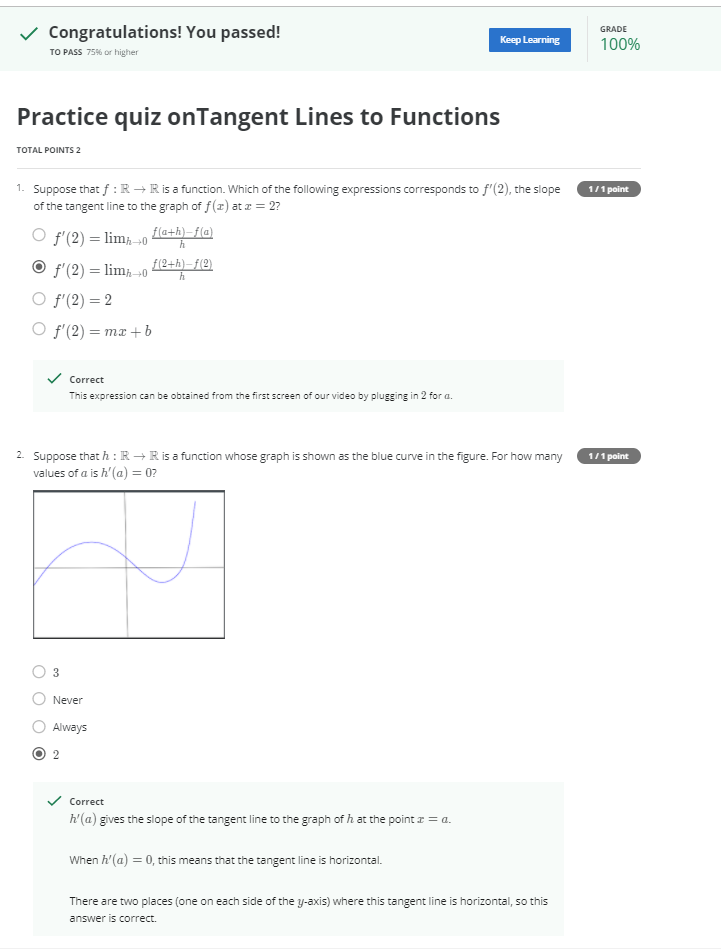 Congratulations! You passed!
TO PASS 75% or higher
Keep Learning
GRADE
100%
Practice quiz onTangent Lines to Functions
TOTAL POINTS 2
1. Suppose that f : ℝ → ℝ is a function. Which of the following expressions corresponds to f′(2), the slope
of the tangent line to the graph of f(x) at x = 2?
1 / 1 point
f′(2) = lim_{h→0} \frac{f(a+h)−f(a)}{h}
f′(2) = lim_{h→0} \frac{f(2+h)−f(2)}{h}
f′(2) = 2
f′(2) = mx + b
Correct
This expression can be obtained from the first screen of our video by plugging in 2 for a.
2. Suppose that h : ℝ → ℝ is a function whose graph is shown as the blue curve in the figure. For how many
values of a is h′(a) = 0?
1 / 1 point
3
Never
Always
2
Correct
h′(a) gives the slope of the tangent line to the graph of h at the point x = a.
When h′(a) = 0, this means that the tangent line is horizontal.
There are two places (one on each side of the y-axis) where this tangent line is horizontal, so this
answer is correct.